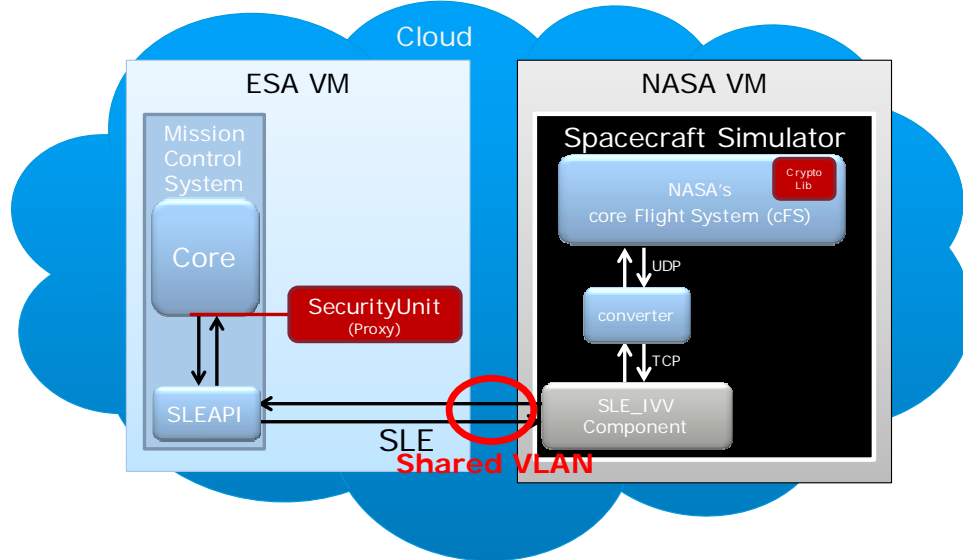 Cloud
ESA VM
Mission
Control
System
Core
SecurityUnit
(Proxy)
SLEAPI
SLE
Shared VLAN
NASA VM
Spacecraft Simulator
Crypto
Lib
NASA's
core Flight System (cFS)
UDP
converter
TCP
SLE_IVV
Component